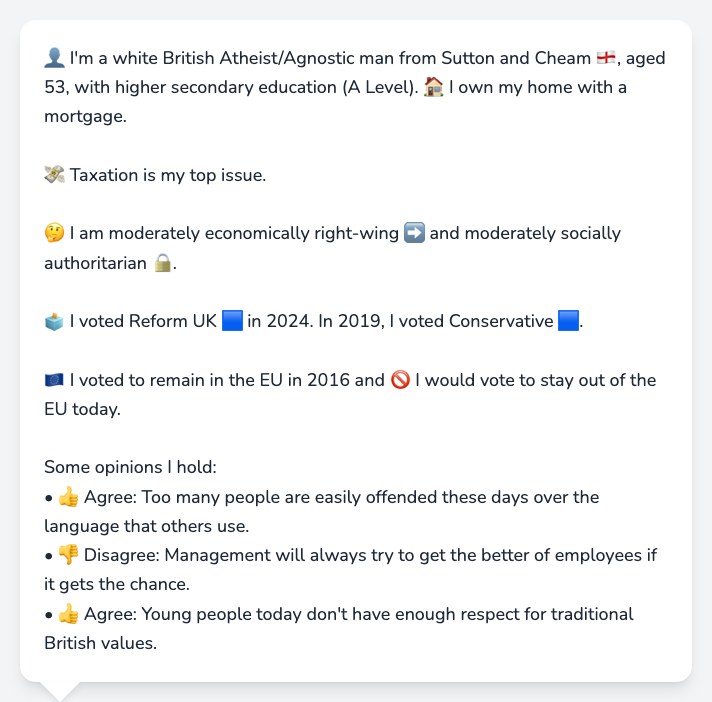 👤 I'm a white British Atheist/Agnostic man from Sutton and Cheam 🏴󠁧󠁢󠁥󠁮󠁧󠁿, aged
53, with higher secondary education (A Level). 🏠 I own my home with a
mortgage.
💸 Taxation is my top issue.
🤔 I am moderately economically right-wing ➡️ and moderately socially
authoritarian 🔒.
🗳️ I voted Reform UK 🟦 in 2024. In 2019, I voted Conservative 🟦.
🇪🇺 I voted to remain in the EU in 2016 and 🚫 I would vote to stay out of the
EU today.
Some opinions I hold:
• 👍 Agree: Too many people are easily offended these days over the
language that others use.
• 👎 Disagree: Management will always try to get the better of employees if
it gets the chance.
• 👍 Agree: Young people today don't have enough respect for traditional
British values.